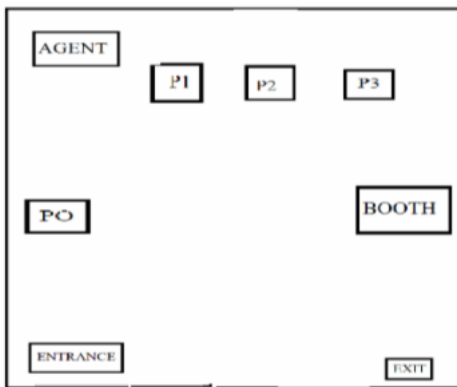 AGENT
P1
P2
P3
PO
BOOTH
ENTRANCE
EXIT